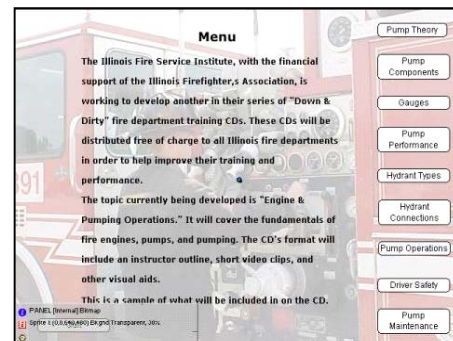 Menu
The Illinois Fire Service Institute, with the financial
support of the Illinois Firefighter,s Association, is
working to develop another in their series of "Down &
Dirty" fire department training CDs. These CDs will be
distributed free of charge to all Illinois fire departments
in order to help improve their training and
performance.
The topic currently being developed is "Engine &
Pumping Operations." It will cover the fundamentals of
fire engines, pumps, and pumping. The CD's format will
include an instructor outline, short video clips, and
other visual aids.
This is a sample of what will be included in on the CD.
Pump Theory
Pump
Components
Gauges
Pump
Performance
Hydrant Types
Hydrant
Connections
Pump Operations
Driver Safety
Pump
Maintenance
391
PANEL [Internal] Bitmap
Sprite 1: (0,0,640,480) Bkgnd Transparent, 30%